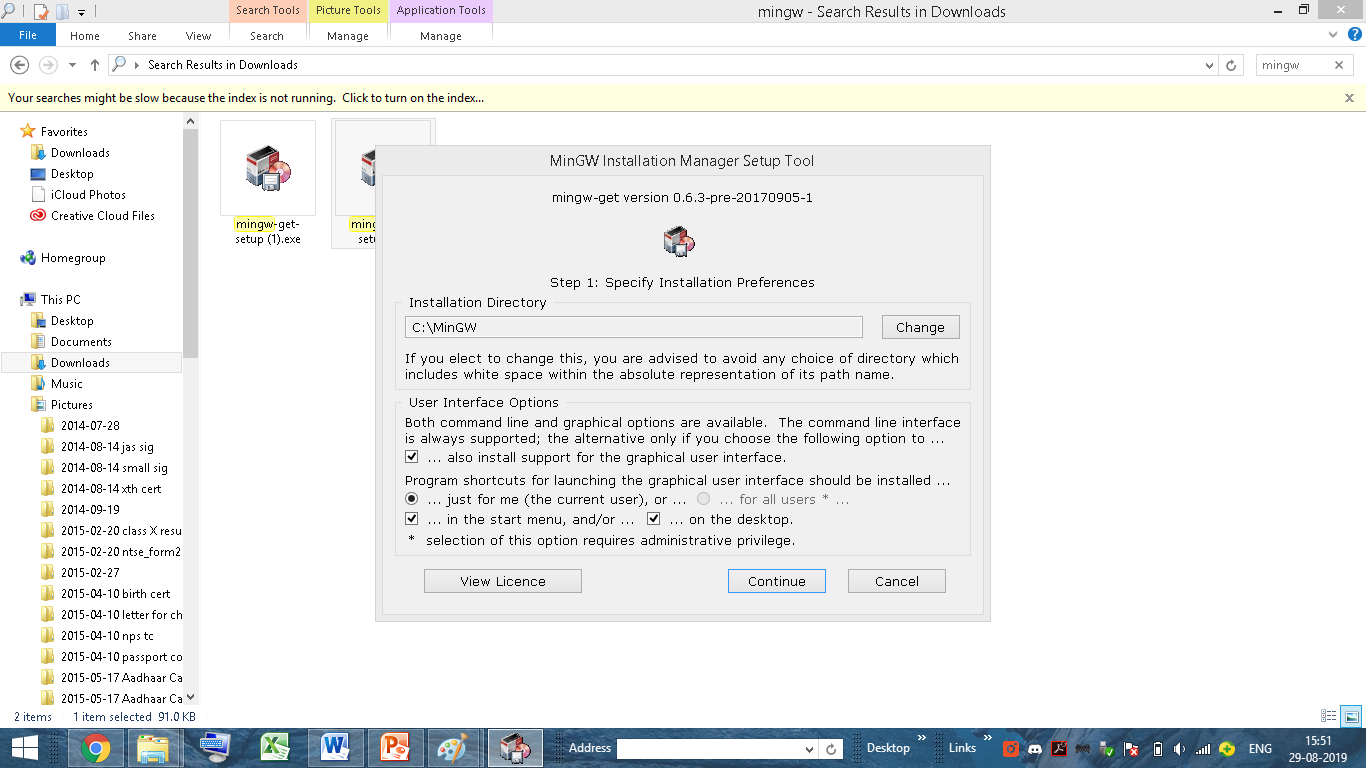 Search Tools
Picture Tools
Application Tools
mingw - Search Results in Downloads
File
Home
Share
View
Search
Manage
Manage
Search Results in Downloads
mingw
Your searches might be slow because the index is not running. Click to turn on the index...
Favorites
Downloads
Desktop
iCloud Photos
Creative Cloud Files
Homegroup
This PC
Desktop
Documents
Downloads
Music
Pictures
2014-07-28
2014-08-14 jas sig
2014-08-14 small sig
2014-08-14 xth cert
2014-09-19
2015-02-20 class X resu
2015-02-20 ntse_form2
2015-02-27
2015-04-10 birth cert
2015-04-10 letter for ch
2015-04-10 nps tc
2015-04-10 passport co
2015-05-17 Aadhaar Ca
2015-05-17 Aadhaar Ca
mingw-get-
setup (1).exe
ming
setu
MinGW Installation Manager Setup Tool
mingw-get version 0.6.3-pre-20170905-1
Step 1: Specify Installation Preferences
Installation Directory
C:\MinGW
Change
If you elect to change this, you are advised to avoid any choice of directory which
includes white space within the absolute representation of its path name.
User Interface Options
Both command line and graphical options are available. The command line interface
is always supported; the alternative only if you choose the following option to ...
... also install support for the graphical user interface.
Program shortcuts for launching the graphical user interface should be installed ...
... just for me (the current user), or ... ... for all users * ...
... in the start menu, and/or ... ... on the desktop.
* selection of this option requires administrative privilege.
View Licence
Continue
Cancel
2 items 1 item selected 91.0 KB
Address
Desktop
Links
ENG
15:51
29-08-2019